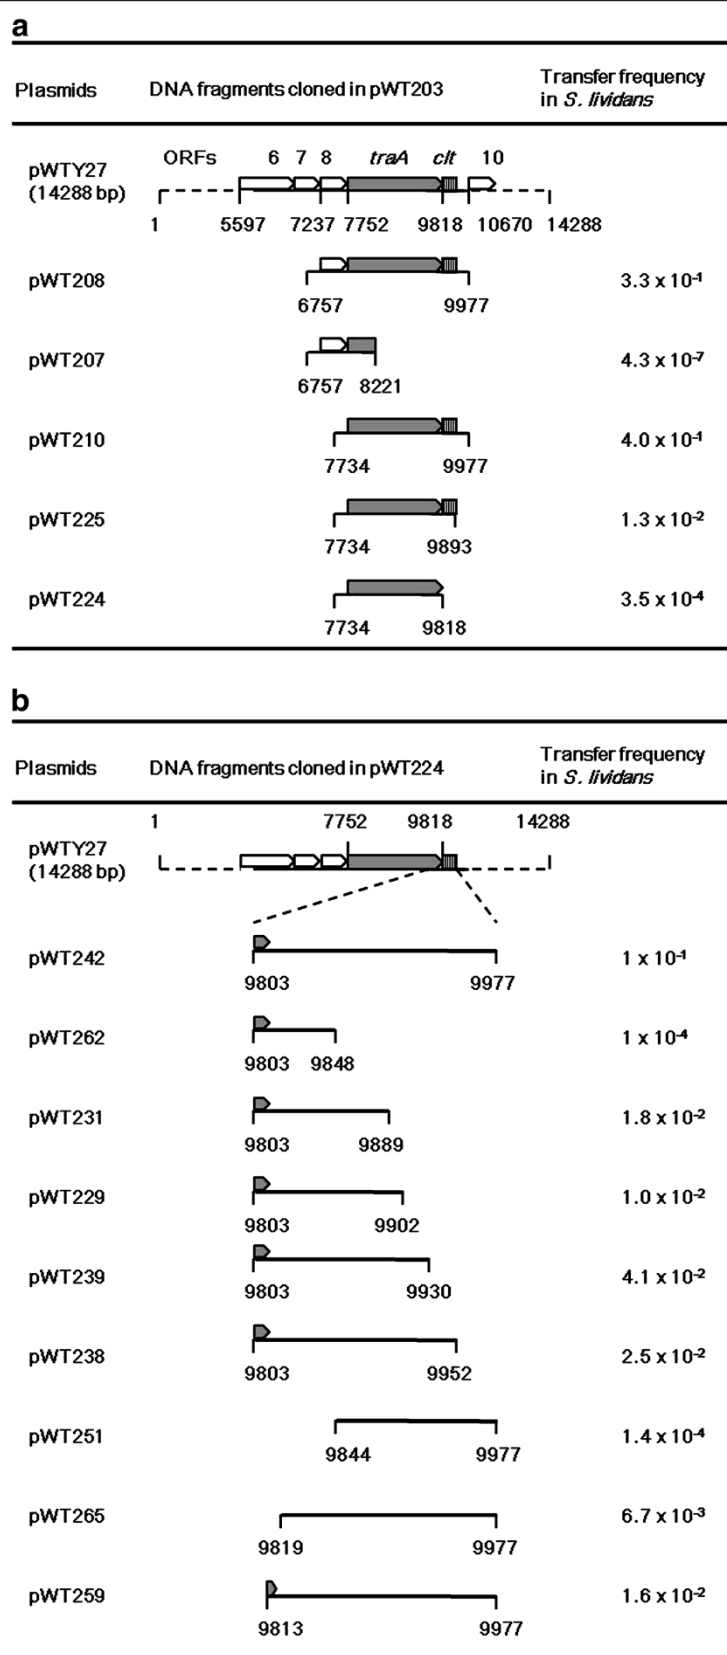 a
Plasmids DNA fragments cloned in pWT203 Transfer frequency
in S. lividans
ORFs 6 7 8 traA clt 10
pWTY27
(14288 bp)
1 5597 7237 7752 9818 10670 14288
pWT208 3.3 x 10-1
6757 9977
pWT207 4.3 x 10-7
6757 8221
pWT210 4.0 x 10-1
7734 9977
pWT225 1.3 x 10-2
7734 9893
pWT224 3.5 x 10-4
7734 9818
b
Plasmids DNA fragments cloned in pWT224 Transfer frequency
in S. lividans
1 7752 9818 14288
pWTY27
(14288 bp)
pWT242 1 x 10-1
9803 9977
pWT262 1 x 10-4
9803 9848
pWT231 1.8 x 10-2
9803 9889
pWT229 1.0 x 10-2
9803 9902
pWT239 4.1 x 10-2
9803 9930
pWT238 2.5 x 10-2
9803 9952
pWT251 1.4 x 10-4
9844 9977
pWT265 6.7 x 10-3
9819 9977
pWT259 1.6 x 10-2
9813 9977